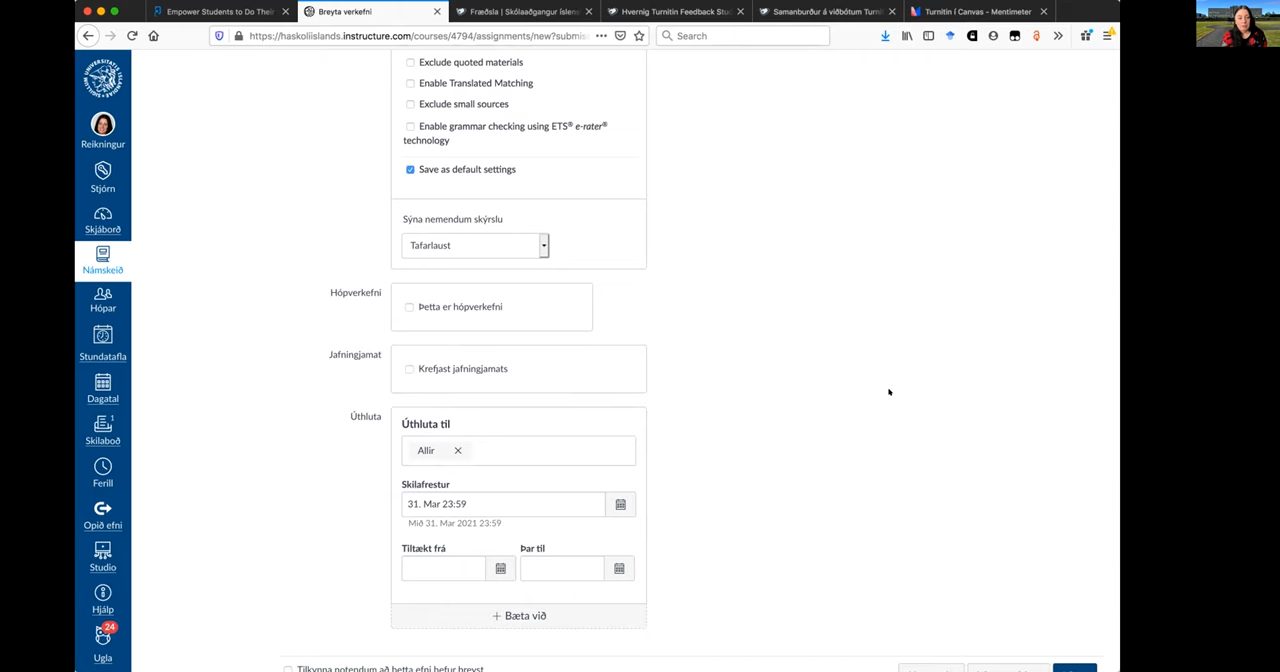 Empower Students to Do Their
Breyta verkefni
Fræðsla | Skólaaðgangur íslens
Hvernig Turnitin Feedback Stud
Samanburður á viðbótum Turni
Turnitin í Canvas - Mentimeter
https://haskoliislands.instructure.com/courses/4794/assignments/new?submis
Search
Reikningur
Stjórn
Skjáborð
Námskeið
Hópar
Stundatafla
Dagatal
1
Skilaboð
Ferill
Opið efni
Studio
Hjálp
24
Ugla
Exclude quoted materials
Enable Translated Matching
Exclude small sources
Enable grammar checking using ETS® e-rater®
technology
Save as default settings
Sýna nemendum skýrslu
Tafarlaust
Hópverkefni
Þetta er hópverkefni
Jafningjamat
Krefjast jafningjamats
Úthluta
Úthluta til
Allir
Skilafrestur
31. Mar 23:59
Mið 31. Mar 2021 23:59
Tiltækt frá
Þar til
+ Bæta við
Tilkynna notendum að þetta efni hefur breyst